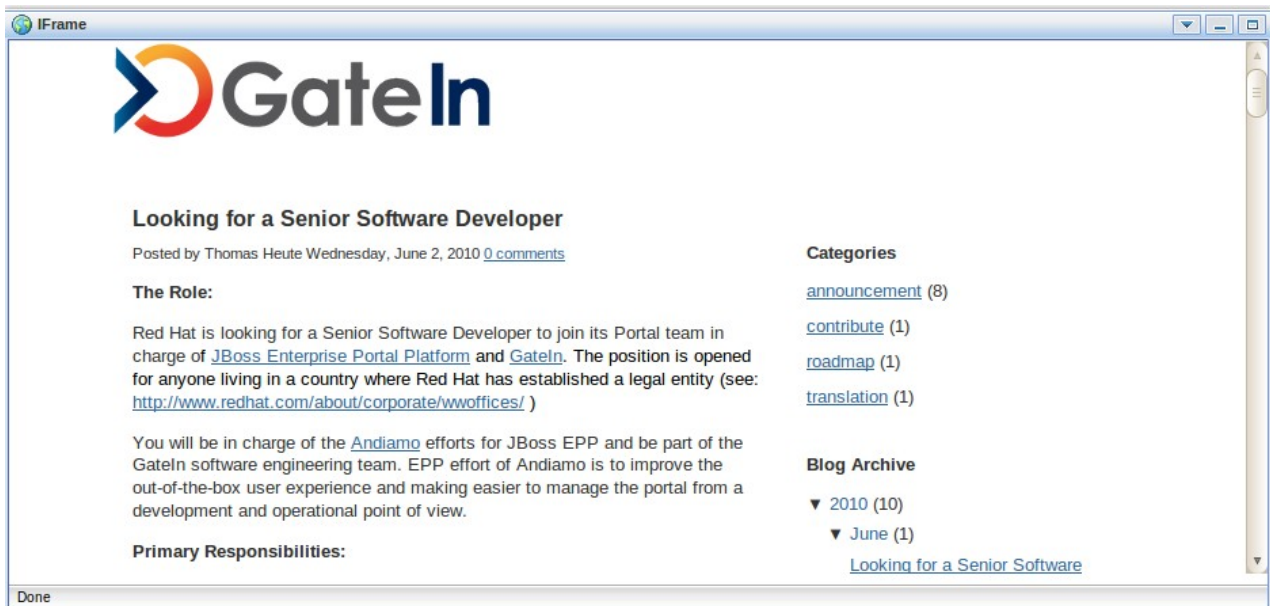 IFrame
GateIn
Looking for a Senior Software Developer
Posted by Thomas Heute Wednesday, June 2, 2010 0 comments
The Role:
Red Hat is looking for a Senior Software Developer to join its Portal team in
charge of JBoss Enterprise Portal Platform and GateIn. The position is opened
for anyone living in a country where Red Hat has established a legal entity (see:
http://www.redhat.com/about/corporate/wwoffices/ )
You will be in charge of the Andiamo efforts for JBoss EPP and be part of the
GateIn software engineering team. EPP effort of Andiamo is to improve the
out-of-the-box user experience and making easier to manage the portal from a
development and operational point of view.
Primary Responsibilities:
Categories
announcement (8)
contribute (1)
roadmap (1)
translation (1)
Blog Archive
▼ 2010 (10)
▼ June (1)
Looking for a Senior Software
Done